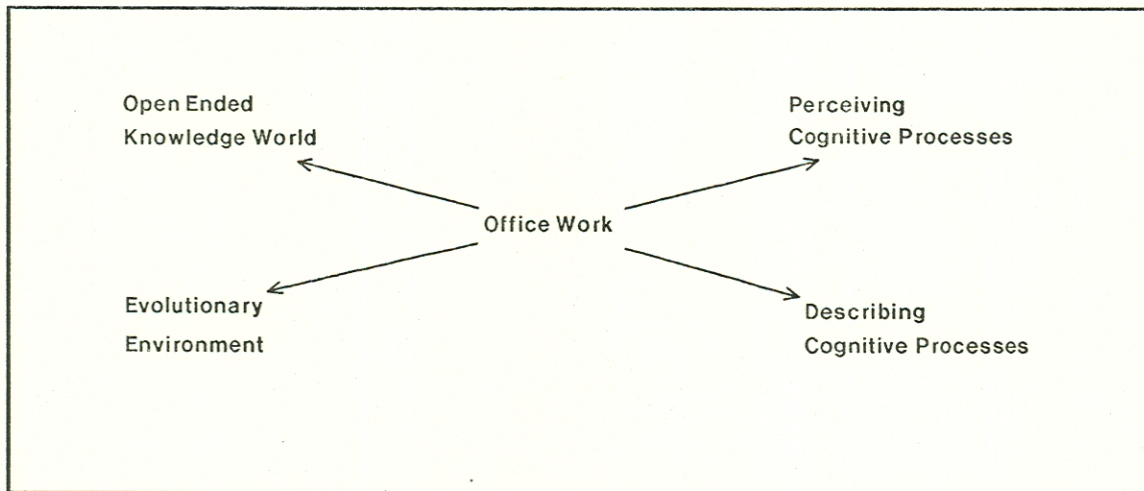 Open Ended
Knowledge World
Perceiving
Cognitive Processes
Office Work
Evolutionary
Environment
Describing
Cognitive Processes